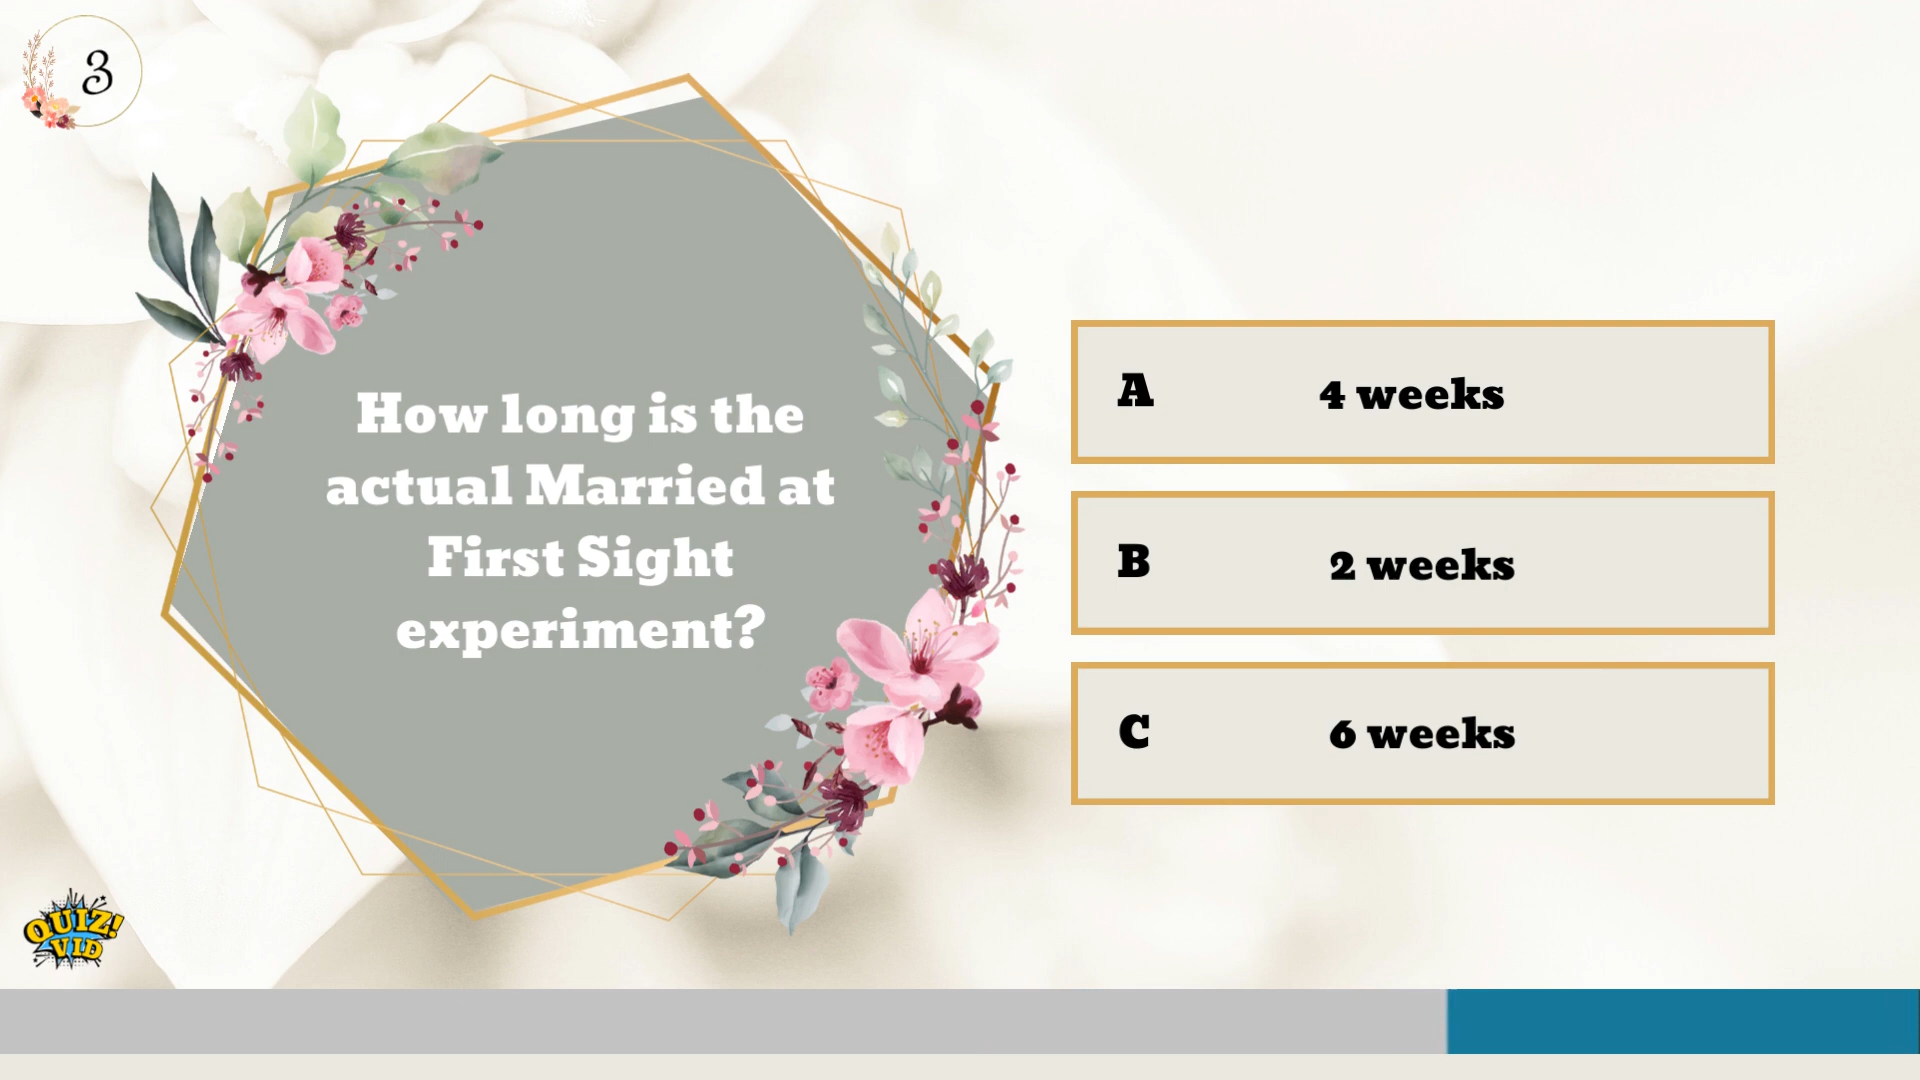 3
How long is the
actual Married at
First Sight
experiment?
A 4 weeks
B 2 weeks
C 6 weeks
QUIZ!
VID